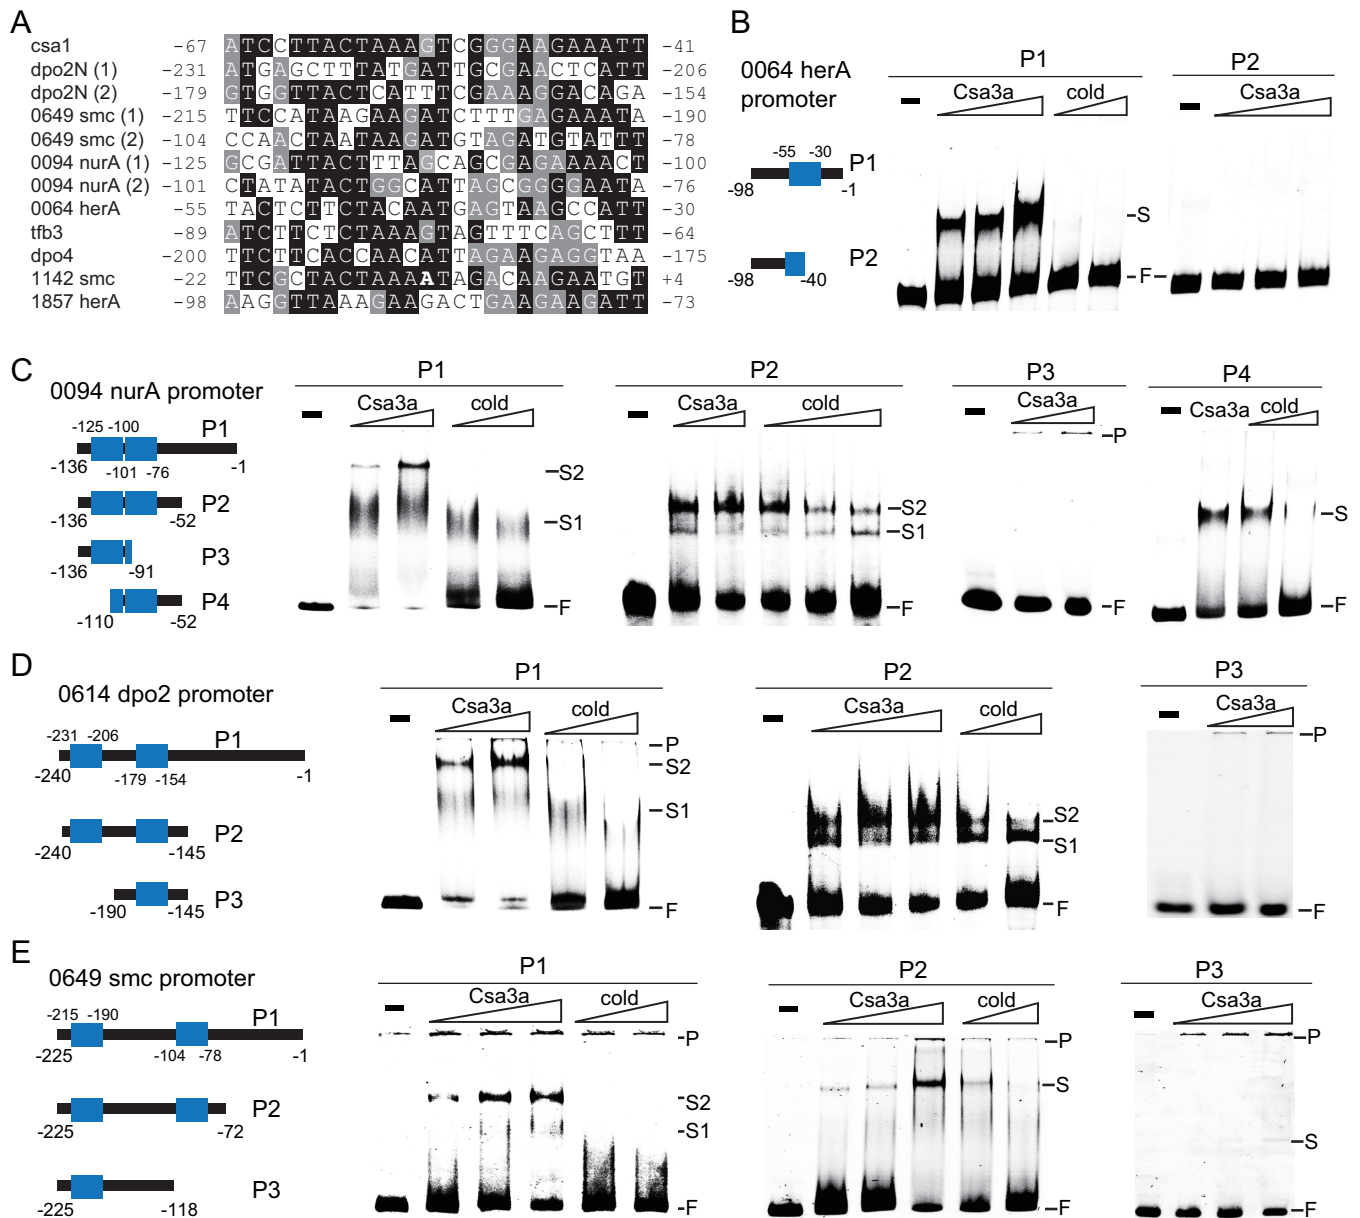 A
csa1 -67 ATCCTTACTAAAGTCGGGAAGAAATT -41
dpo2N (1) -231 ATGAGCTTTATGATTGCGAACTCATT -206
dpo2N (2) -179 GTGGTTACTCATTTCGAAAGGACAGA -154
0649 smc (1) -215 TTCCATAAGAAGATCTTTGAGAAATA -190
0649 smc (2) -104 CCAACTAATAAGATGTAGATGTATTT -78
0094 nurA (1) -125 GCGATTACTTTAGCAGCGAGAAAACT -100
0094 nurA (2) -101 CTATATACTGGCATTAGCGGGGAATA -76
0064 herA -55 TACTCTTCTACAATGAGTAAGCCATT -30
tfb3 -89 ATCTTCTCTAAAGTAGTTTCAGCTTT -64
dpo4 -200 TTCTTCACCAACATTAGAAGAGGTAA -175
1142 smc -22 TTCGCTACTAAAATAGACAAGAATGT +4
1857 herA -98 AAGGTTAAAGAAGACTGAAGAAGATT -73
B
0064 herA
promoter
P1 P2
Csa3a cold Csa3a
-55 -30
P1
-98 -1
P2
-98 -40
S
F
C
0094 nurA promoter
-125 -100
P1
-136 -101 -76 -1
P2
-136 -52
P3
-136 -91
P4
-110 -52
P1
Csa3a cold
S2
S1
F
P2
Csa3a cold
S2
S1
F
P3
Csa3a
P
F
P4
Csa3a cold
S
F
D
0614 dpo2 promoter
-231 -206
P1
-240 -179 -154 -1
P2
-240 -145
P3
-190 -145
P1
Csa3a cold
P
S2
S1
F
P2
Csa3a cold
S2
S1
F
P3
Csa3a
P
F
E
0649 smc promoter
-215 -190
P1
-225 -104 -78 -1
P2
-225 -72
P3
-225 -118
P1
Csa3a cold
P
S2
S1
F
P2
Csa3a cold
P
S
F
P3
Csa3a
P
S
F